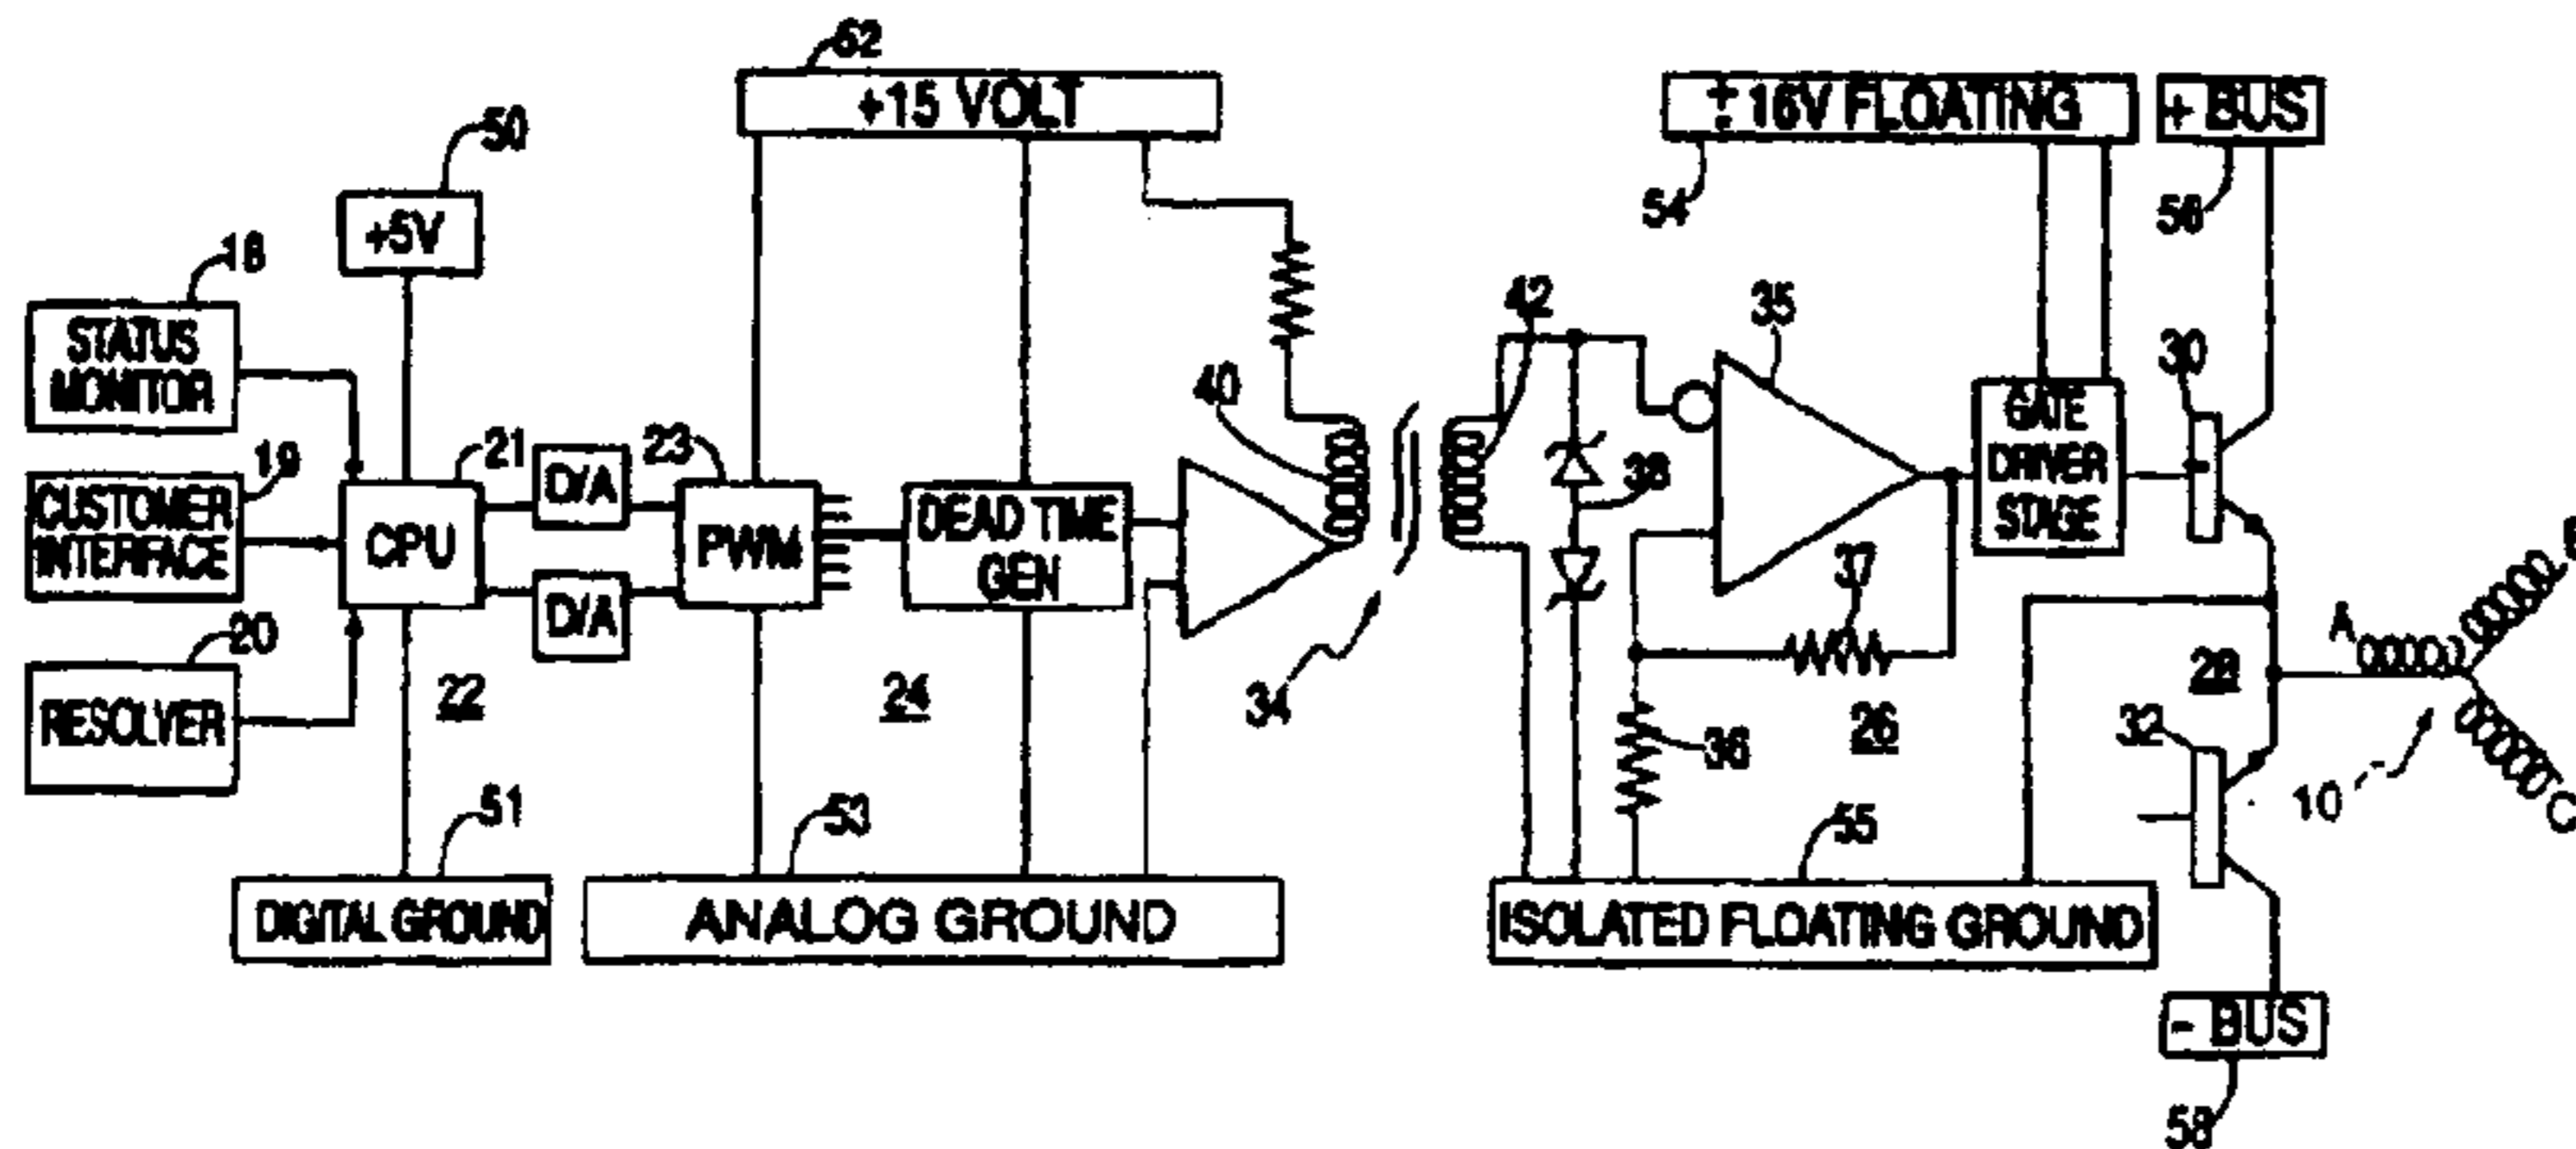 52
+15 VOLT
± 16V FLOATING
+ BUS
50
+5V
54
56
18
STATUS
MONITOR
42
35
30
40
GATE
DRIVER
STAGE
19
CUSTOMER
INTERFACE
21
CPU
D/A
D/A
23
PWM
DEAD TIME
GEN
38
37
B
A
20
RESOLVER
22
24
34
36
26
28
32
10
C
51
53
55
DIGITAL GROUND
ANALOG GROUND
ISOLATED FLOATING GROUND
- BUS
58